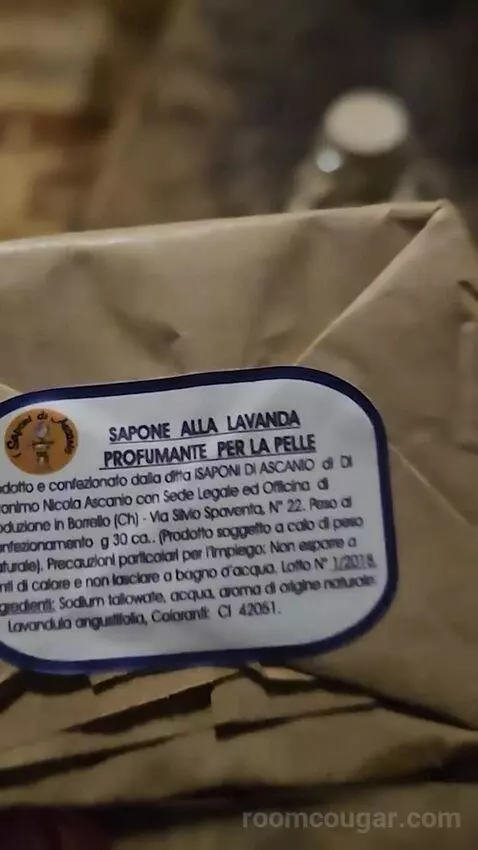 i Saponi di Ascanio
SAPONE ALLA LAVANDA
PROFUMANTE PER LA PELLE
odotto e confezionato dalla ditta ISAPONI DI ASCANIO di DI
onimo Nicola Ascanio con Sede Legale ed Officina di
oduzione in Borrello (Ch) - Via Silvio Spaventa, N° 22. Peso al
nfezionamento g 30 ca.. (Prodotto soggetto a calo di peso
aturale). Precauzioni particolari per l'impiego: Non esporre a
nti di calore e non lasciare a bagno d'acqua. Lotto N° 1/2018.
gredienti: Sodium tallowate, acqua, aroma di origine naturale
Lavandula angustifolia, Coloranti: CI 42051.
roomcougar.com